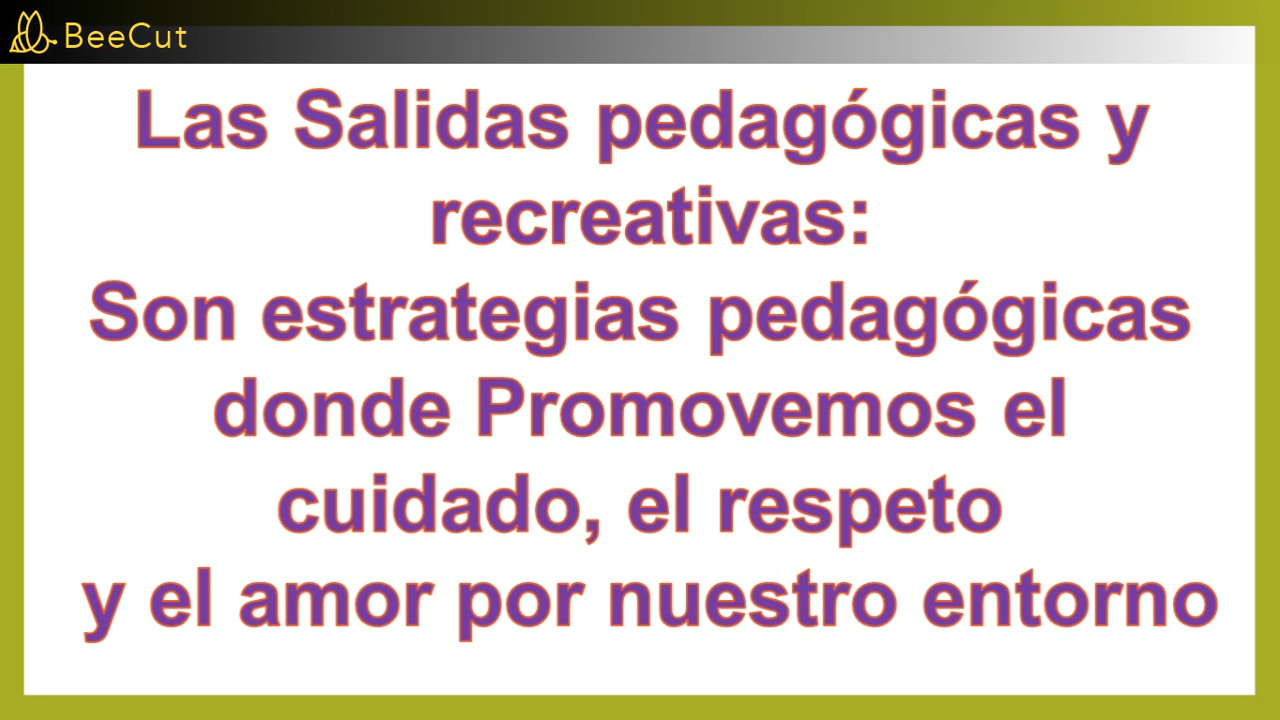 BeeCut
Las Salidas pedagógicas y
recreativas:
Son estrategias pedagógicas
donde Promovemos el
cuidado, el respeto
y el amor por nuestro entorno